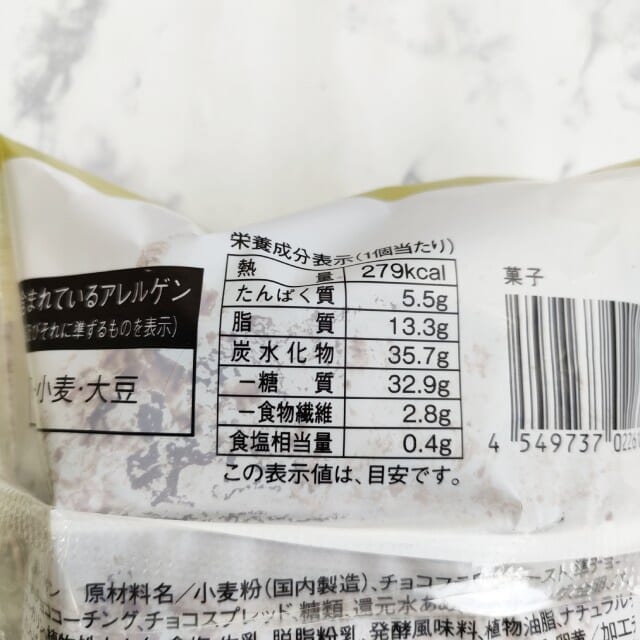 栄養成分表示(1個当たり)
熱量 279kcal
たんぱく質 5.5g
脂質 13.3g
炭水化物 35.7g
ー糖質 32.9g
ー食物繊維 2.8g
食塩相当量 0.4g
この表示値は、目安です。
まれているアレルゲン
それに準ずるものを表示)
・小麦・大豆
菓子
4 549737 0226
原材料名/小麦粉(国内製造)、チョコフラ
コーチング、チョコスプレッド、糖類、還元水あ
脱脂粉乳、発酵風味料、植物油脂、ナチュラル